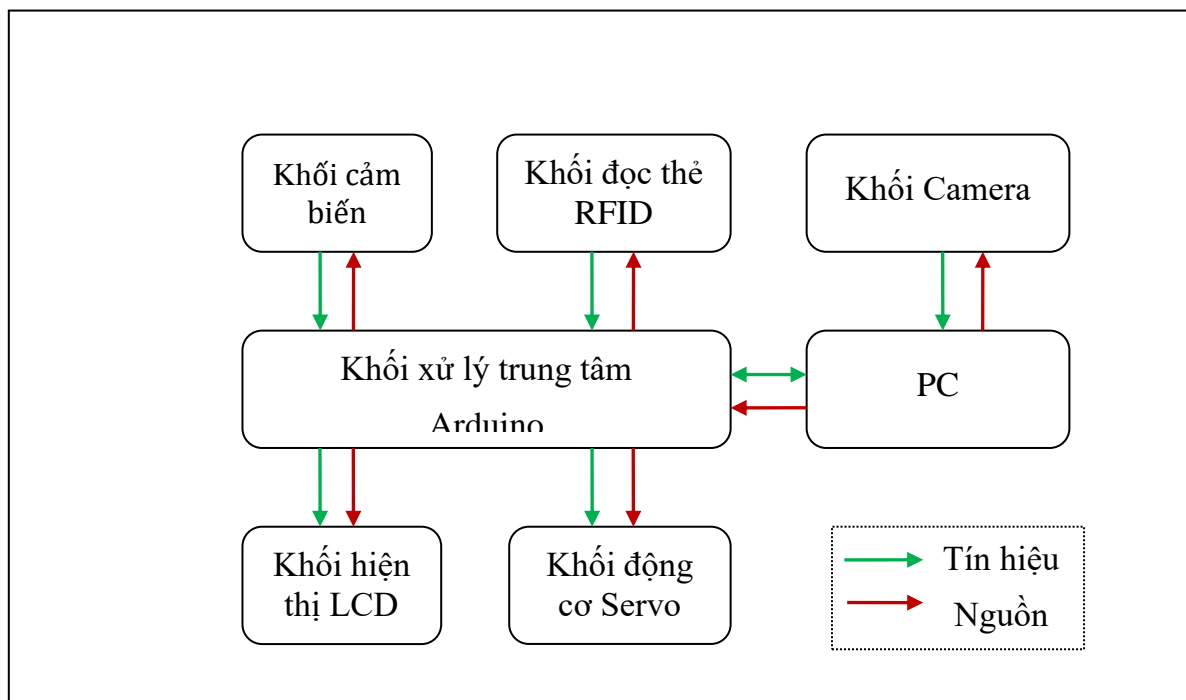 Khối cảm
biến
Khối đọc thẻ
RFID
Khối Camera
Khối xử lý trung tâm
Arduino
PC
Khối hiện
thị LCD
Khối động
cơ Servo
Tín hiệu
Nguồn